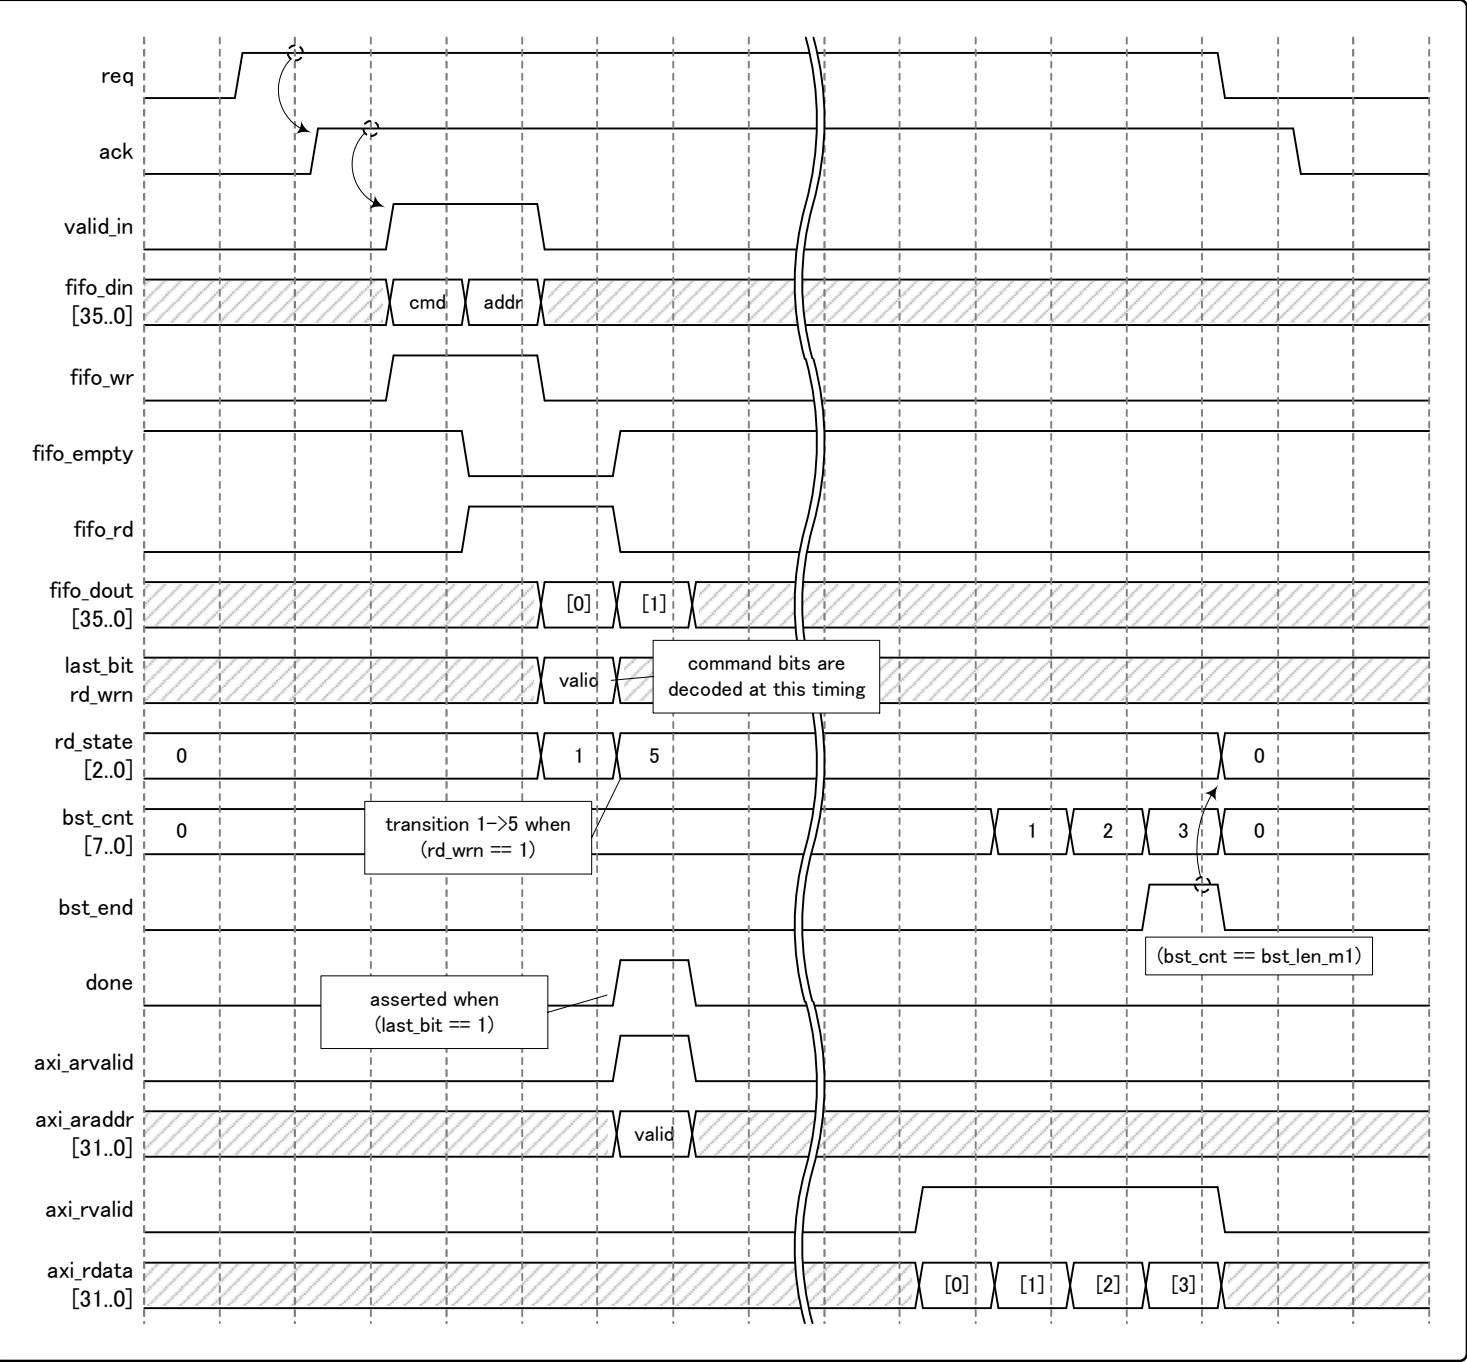 req
ack
valid_in
fifo_din
[35..0]
cmd addr
fifo_wr
fifo_empty
fifo_rd
fifo_dout
[35..0]
[0] [1]
last_bit
rd_wrn
valid
command bits are
decoded at this timing
rd_state
[2..0]
0 1 5 0
bst_cnt
[7..0]
0 1 2 3 0
transition 1->5 when
(rd_wrn == 1)
bst_end
(bst_cnt == bst_len_m1)
done
asserted when
(last_bit == 1)
axi_arvalid
axi_araddr
[31..0]
valid
axi_rvalid
axi_rdata
[31..0]
[0] [1] [2] [3]